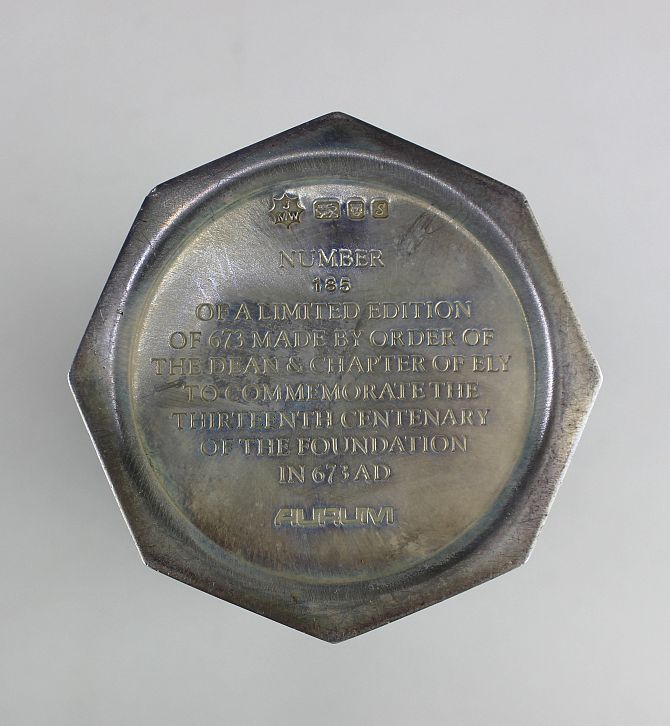 J
MW
S
NUMBER
185
OF A LIMITED EDITION
OF 673 MADE BY ORDER OF
THE DEAN & CHAPTER OF ELY
TO COMMEMORATE THE
THIRTEENTH CENTENARY
OF THE FOUNDATION
IN 673 AD
AURUM